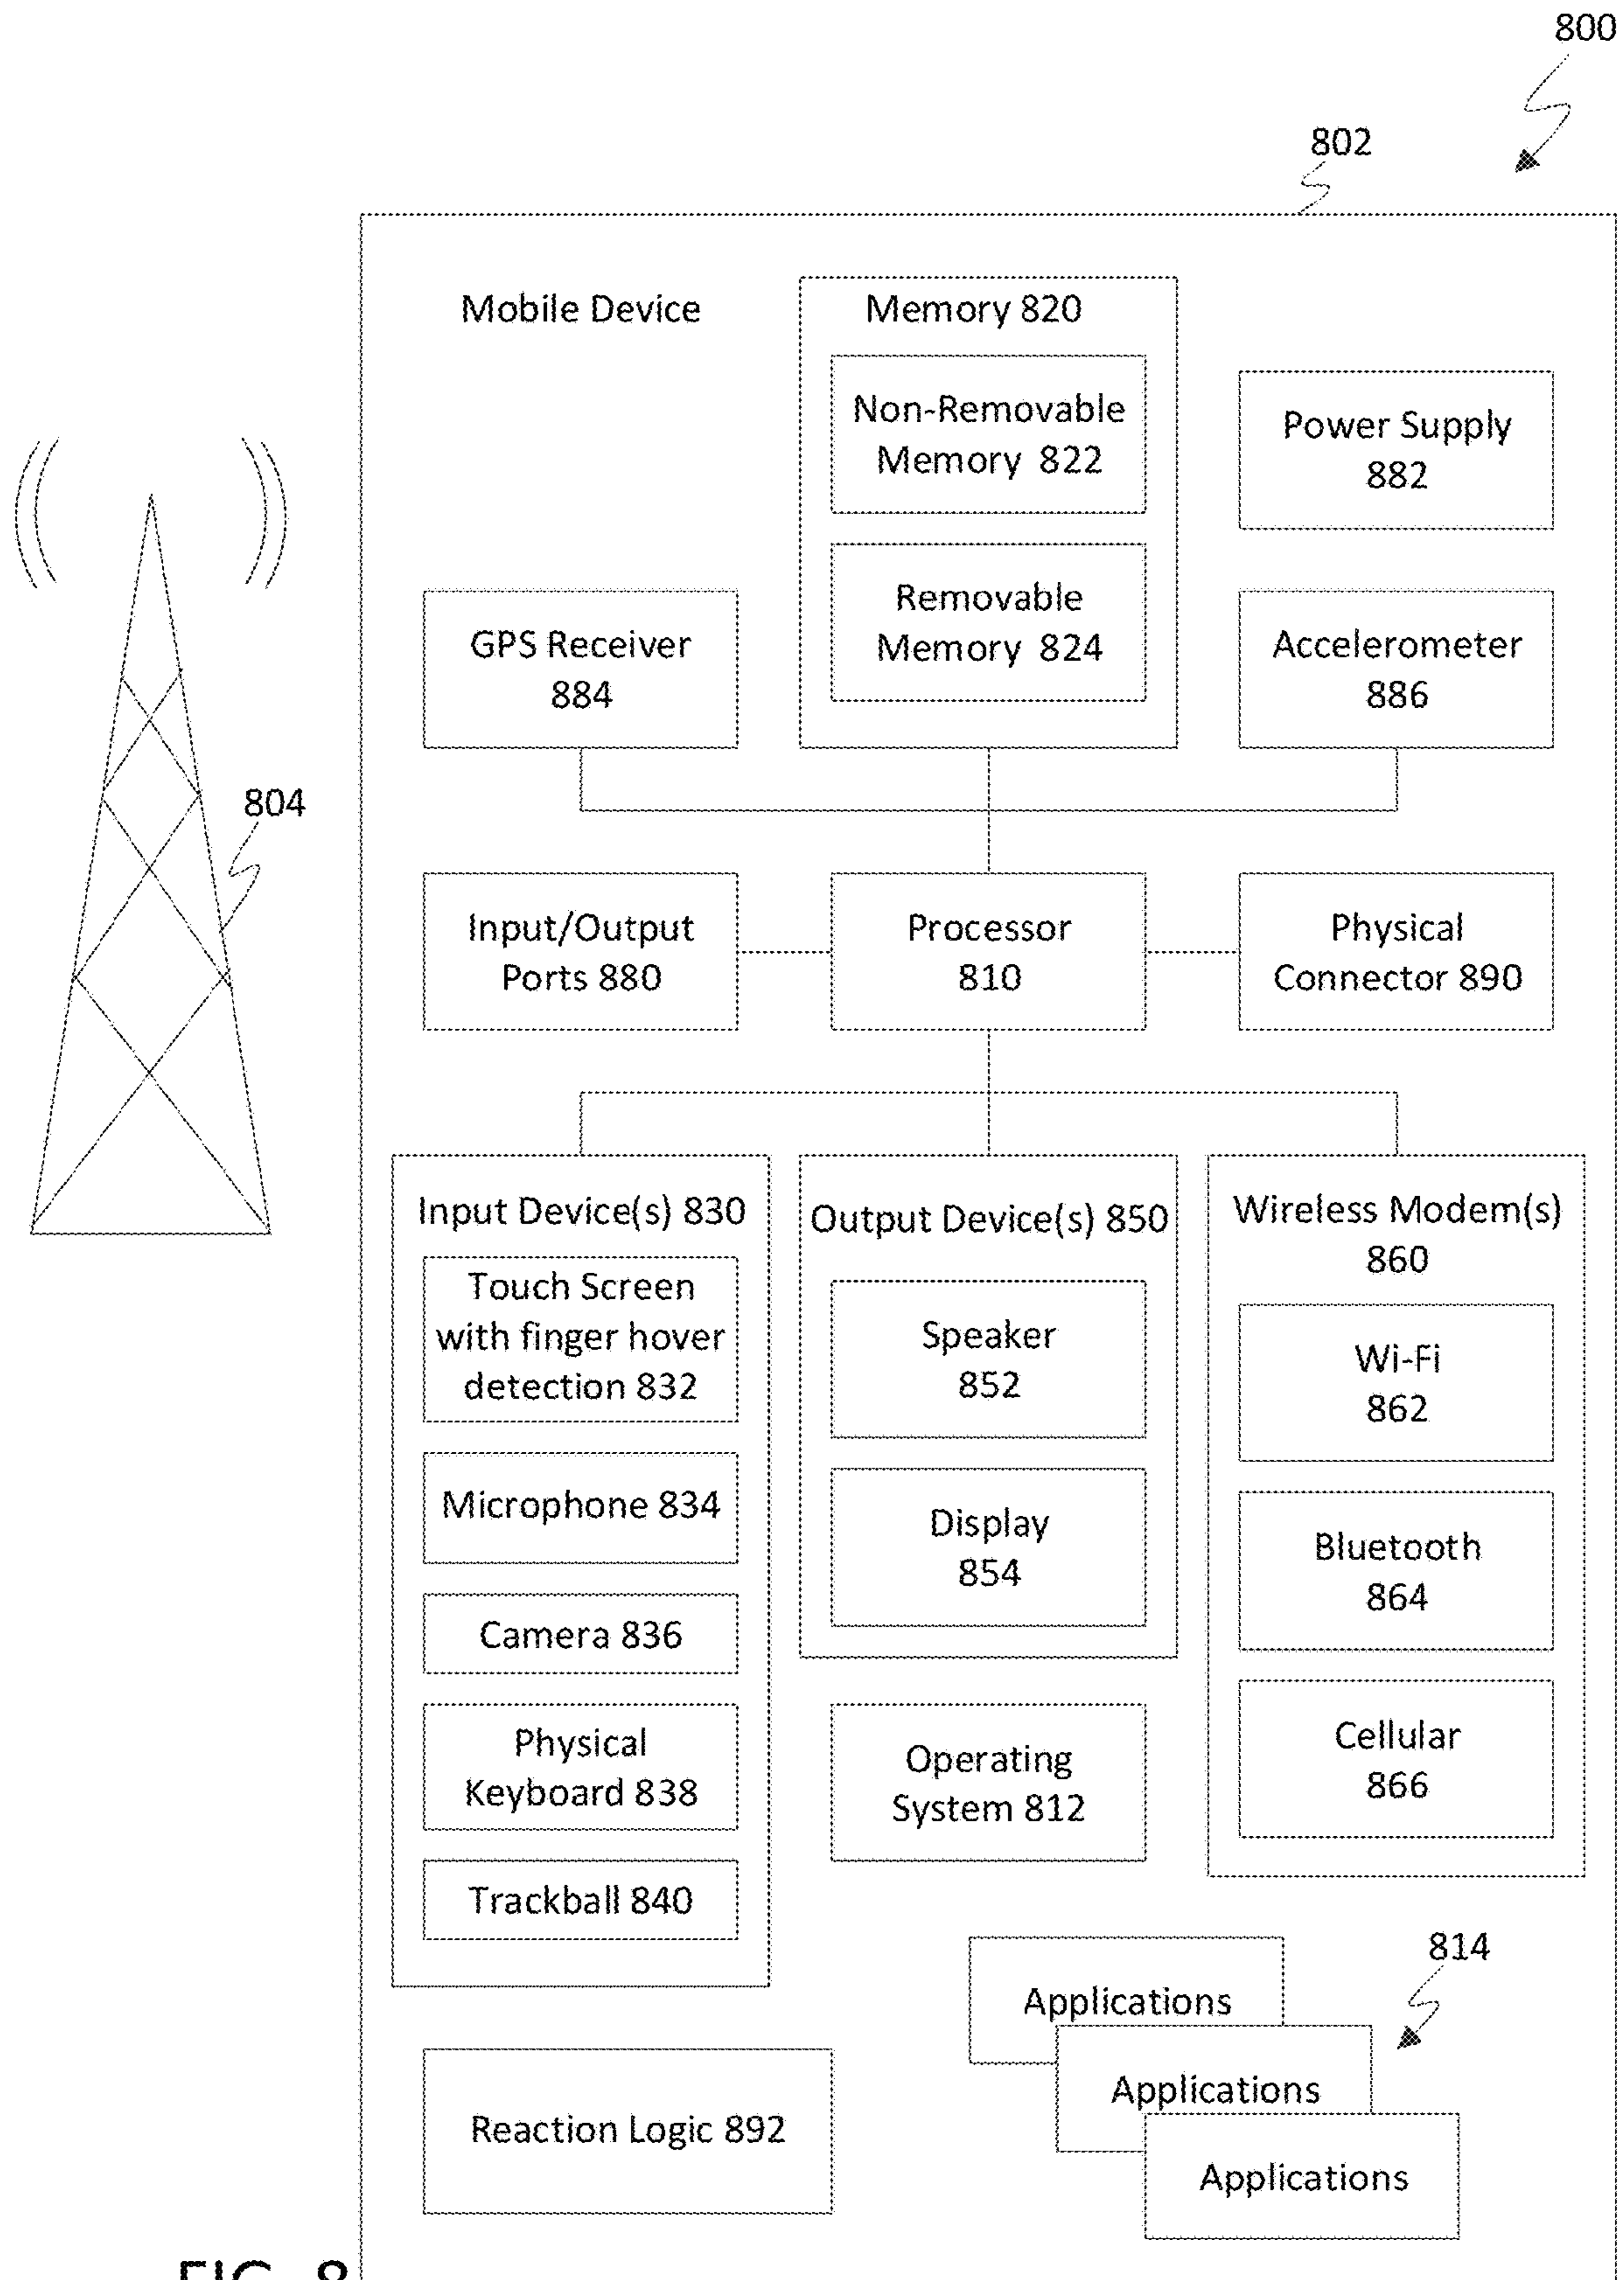 800
802
Mobile Device
Memory 820
Non-Removable
Memory 822
Removable
Memory 824
Power Supply
882
GPS Receiver
884
Accelerometer
886
804
Input/Output
Ports 880
Processor
810
Physical
Connector 890
Input Device(s) 830
Touch Screen
with finger hover
detection 832
Microphone 834
Camera 836
Physical
Keyboard 838
Trackball 840
Output Device(s) 850
Speaker
852
Display
854
Operating
System 812
Wireless Modem(s)
860
Wi-Fi
862
Bluetooth
864
Cellular
866
814
Applications
Applications
Applications
Reaction Logic 892
FIG. 8